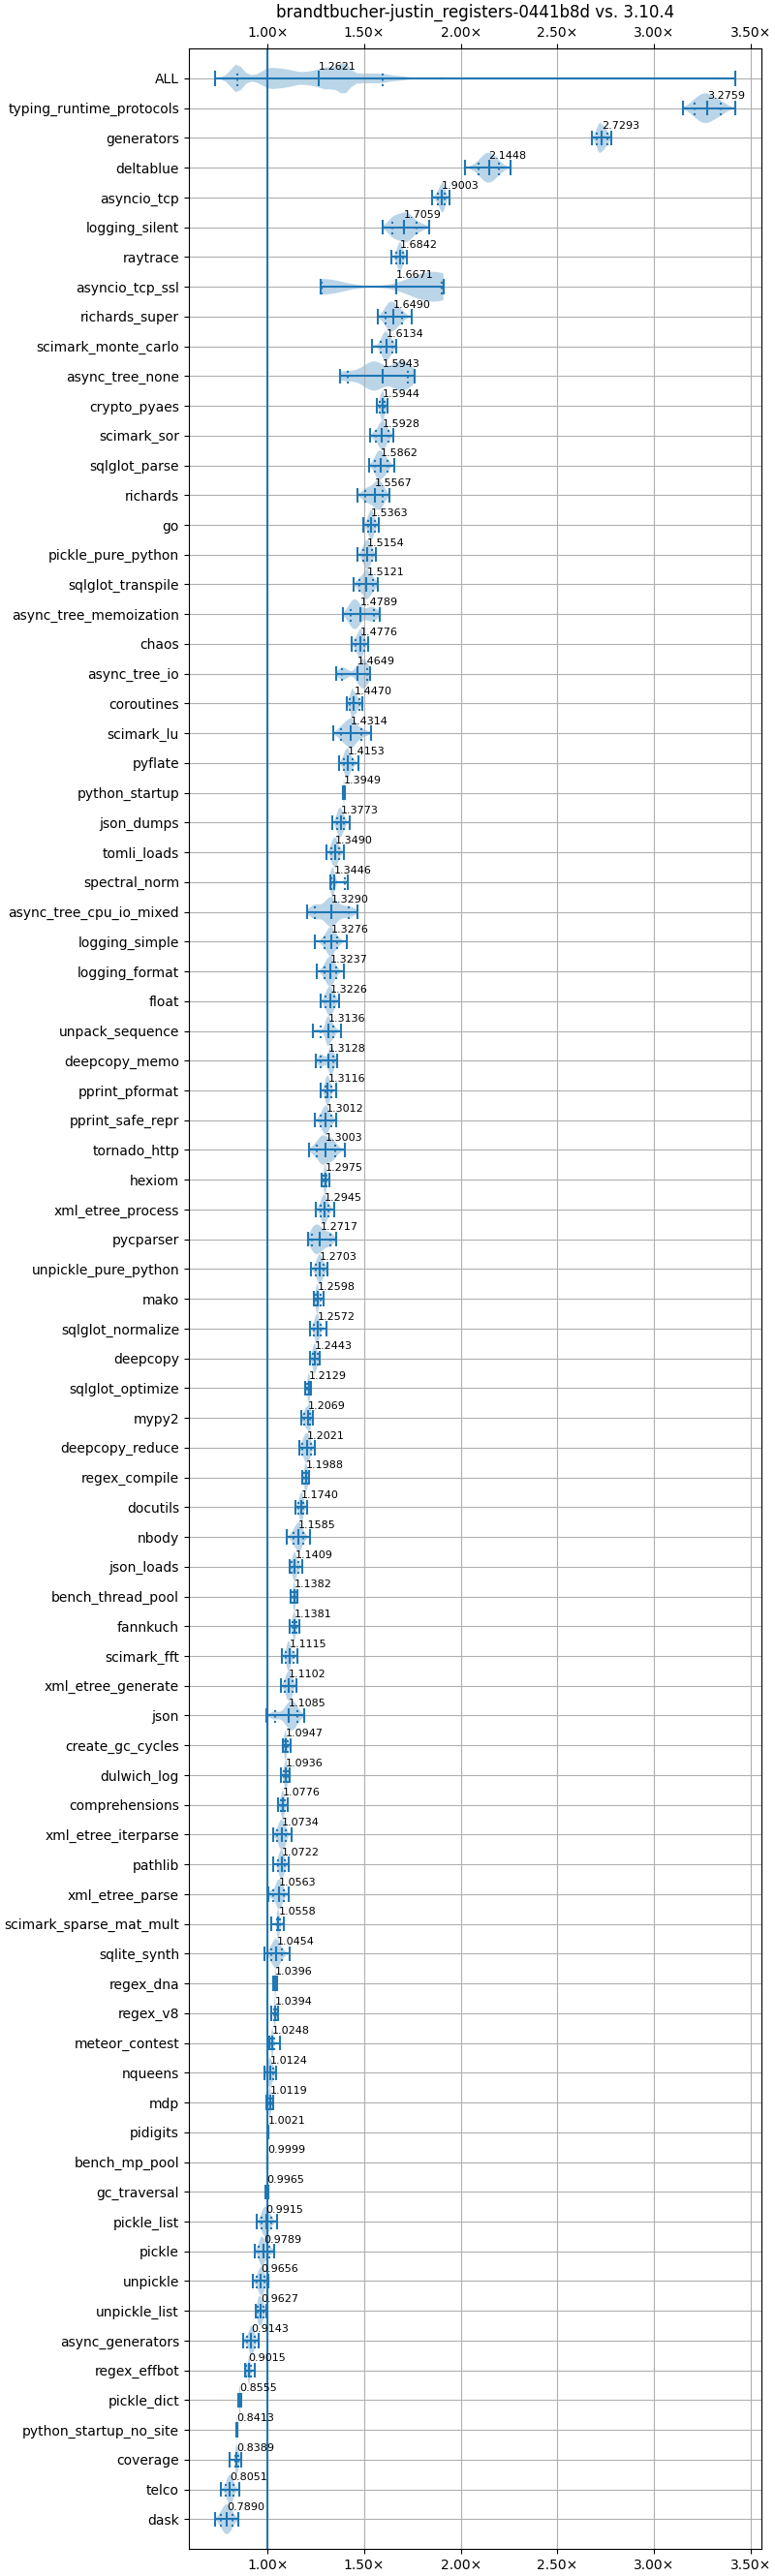 brandtbucher-justin_registers-0441b8d vs. 3.10.4
1.00× 1.50× 2.00× 2.50× 3.00× 3.50×
ALL 1.2621
typing_runtime_protocols 3.2759
generators 2.7293
deltablue 2.1448
asyncio_tcp 1.9003
logging_silent 1.7059
raytrace 1.6842
asyncio_tcp_ssl 1.6671
richards_super 1.6490
scimark_monte_carlo 1.6134
async_tree_none 1.5943
crypto_pyaes 1.5944
scimark_sor 1.5928
sqlglot_parse 1.5862
richards 1.5567
go 1.5363
pickle_pure_python 1.5154
sqlglot_transpile 1.5121
async_tree_memoization 1.4789
chaos 1.4776
async_tree_io 1.4649
coroutines 1.4470
scimark_lu 1.4314
pyflate 1.4153
python_startup 1.3949
json_dumps 1.3773
tomli_loads 1.3490
spectral_norm 1.3446
async_tree_cpu_io_mixed 1.3290
logging_simple 1.3276
logging_format 1.3237
float 1.3226
unpack_sequence 1.3136
deepcopy_memo 1.3128
pprint_pformat 1.3116
pprint_safe_repr 1.3012
tornado_http 1.3003
hexiom 1.2975
xml_etree_process 1.2945
pycparser 1.2717
unpickle_pure_python 1.2703
mako 1.2598
sqlglot_normalize 1.2572
deepcopy 1.2443
sqlglot_optimize 1.2129
mypy2 1.2069
deepcopy_reduce 1.2021
regex_compile 1.1988
docutils 1.1740
nbody 1.1585
json_loads 1.1409
bench_thread_pool 1.1382
fannkuch 1.1381
scimark_fft 1.1115
xml_etree_generate 1.1102
json 1.1085
create_gc_cycles 1.0947
dulwich_log 1.0936
comprehensions 1.0776
xml_etree_iterparse 1.0734
pathlib 1.0722
xml_etree_parse 1.0563
scimark_sparse_mat_mult 1.0558
sqlite_synth 1.0454
regex_dna 1.0396
regex_v8 1.0394
meteor_contest 1.0248
nqueens 1.0124
mdp 1.0119
pidigits 1.0021
bench_mp_pool 0.9999
gc_traversal 0.9965
pickle_list 0.9915
pickle 0.9789
unpickle 0.9656
unpickle_list 0.9627
async_generators 0.9143
regex_effbot 0.9015
pickle_dict 0.8555
python_startup_no_site 0.8413
coverage 0.8389
telco 0.8051
dask 0.7890
1.00× 1.50× 2.00× 2.50× 3.00× 3.50×